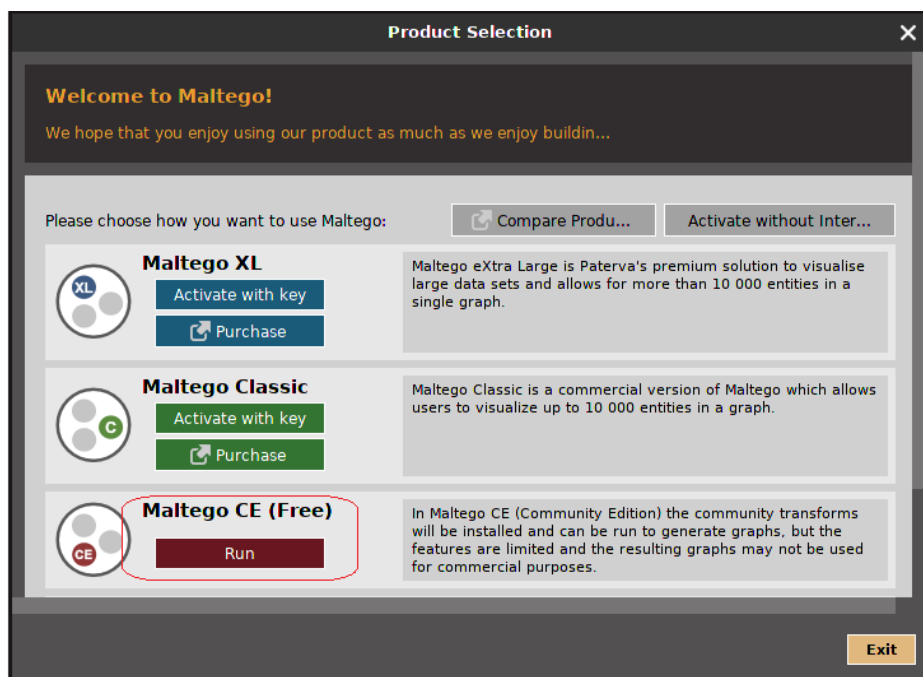 Product Selection
Welcome to Maltego!
We hope that you enjoy using our product as much as we enjoy buildin...
Please choose how you want to use Maltego:
Compare Produ...
Activate without Inter...
XL
Maltego XL
Activate with key
Purchase
Maltego eXtra Large is Paterva's premium solution to visualise
large data sets and allows for more than 10 000 entities in a
single graph.
C
Maltego Classic
Activate with key
Purchase
Maltego Classic is a commercial version of Maltego which allows
users to visualize up to 10 000 entities in a graph.
CE
Maltego CE (Free)
Run
In Maltego CE (Community Edition) the community transforms
will be installed and can be run to generate graphs, but the
features are limited and the resulting graphs may not be used
for commercial purposes.
Exit